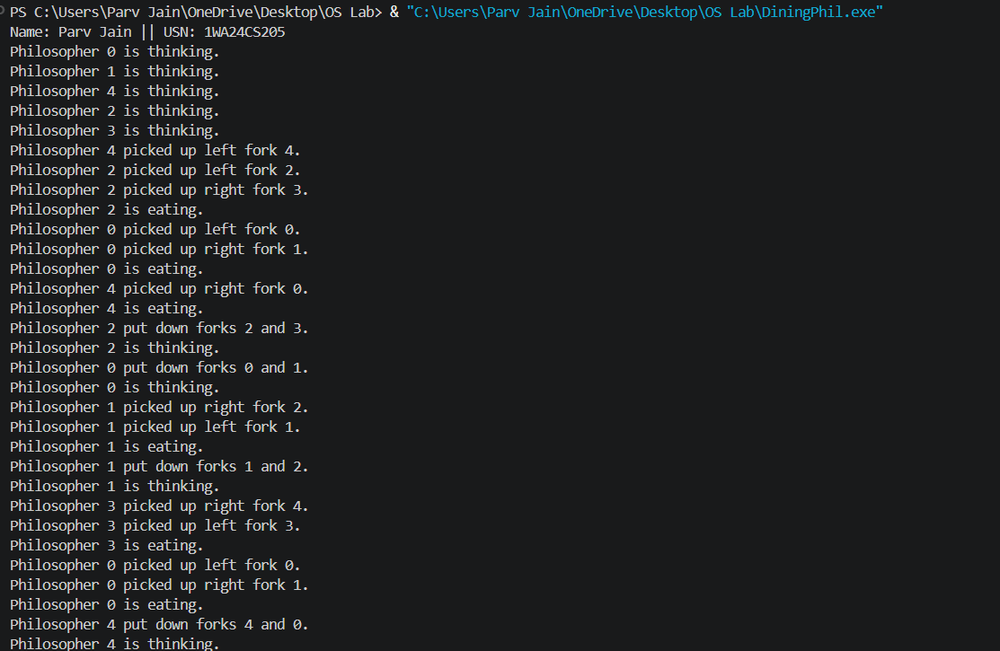 PS C:\Users\Parv Jain\OneDrive\Desktop\OS Lab> & "C:\Users\Parv Jain\OneDrive\Desktop\OS Lab\DiningPhil.exe"
Name: Parv Jain || USN: 1WA24CS205
Philosopher 0 is thinking.
Philosopher 1 is thinking.
Philosopher 4 is thinking.
Philosopher 2 is thinking.
Philosopher 3 is thinking.
Philosopher 4 picked up left fork 4.
Philosopher 2 picked up left fork 2.
Philosopher 2 picked up right fork 3.
Philosopher 2 is eating.
Philosopher 0 picked up left fork 0.
Philosopher 0 picked up right fork 1.
Philosopher 0 is eating.
Philosopher 4 picked up right fork 0.
Philosopher 4 is eating.
Philosopher 2 put down forks 2 and 3.
Philosopher 2 is thinking.
Philosopher 0 put down forks 0 and 1.
Philosopher 0 is thinking.
Philosopher 1 picked up right fork 2.
Philosopher 1 picked up left fork 1.
Philosopher 1 is eating.
Philosopher 1 put down forks 1 and 2.
Philosopher 1 is thinking.
Philosopher 3 picked up right fork 4.
Philosopher 3 picked up left fork 3.
Philosopher 3 is eating.
Philosopher 0 picked up left fork 0.
Philosopher 0 picked up right fork 1.
Philosopher 0 is eating.
Philosopher 4 put down forks 4 and 0.
Philosopher 4 is thinking.